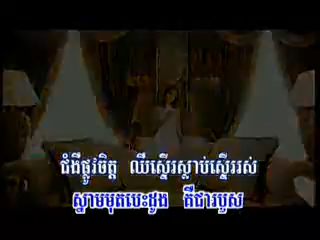 ជំងឺផ្លូវចិត្ត ឈឺស្ទើរស្លាប់ស្ទើររស់
ស្នាមមុតបេះដូង គឺជារបួស